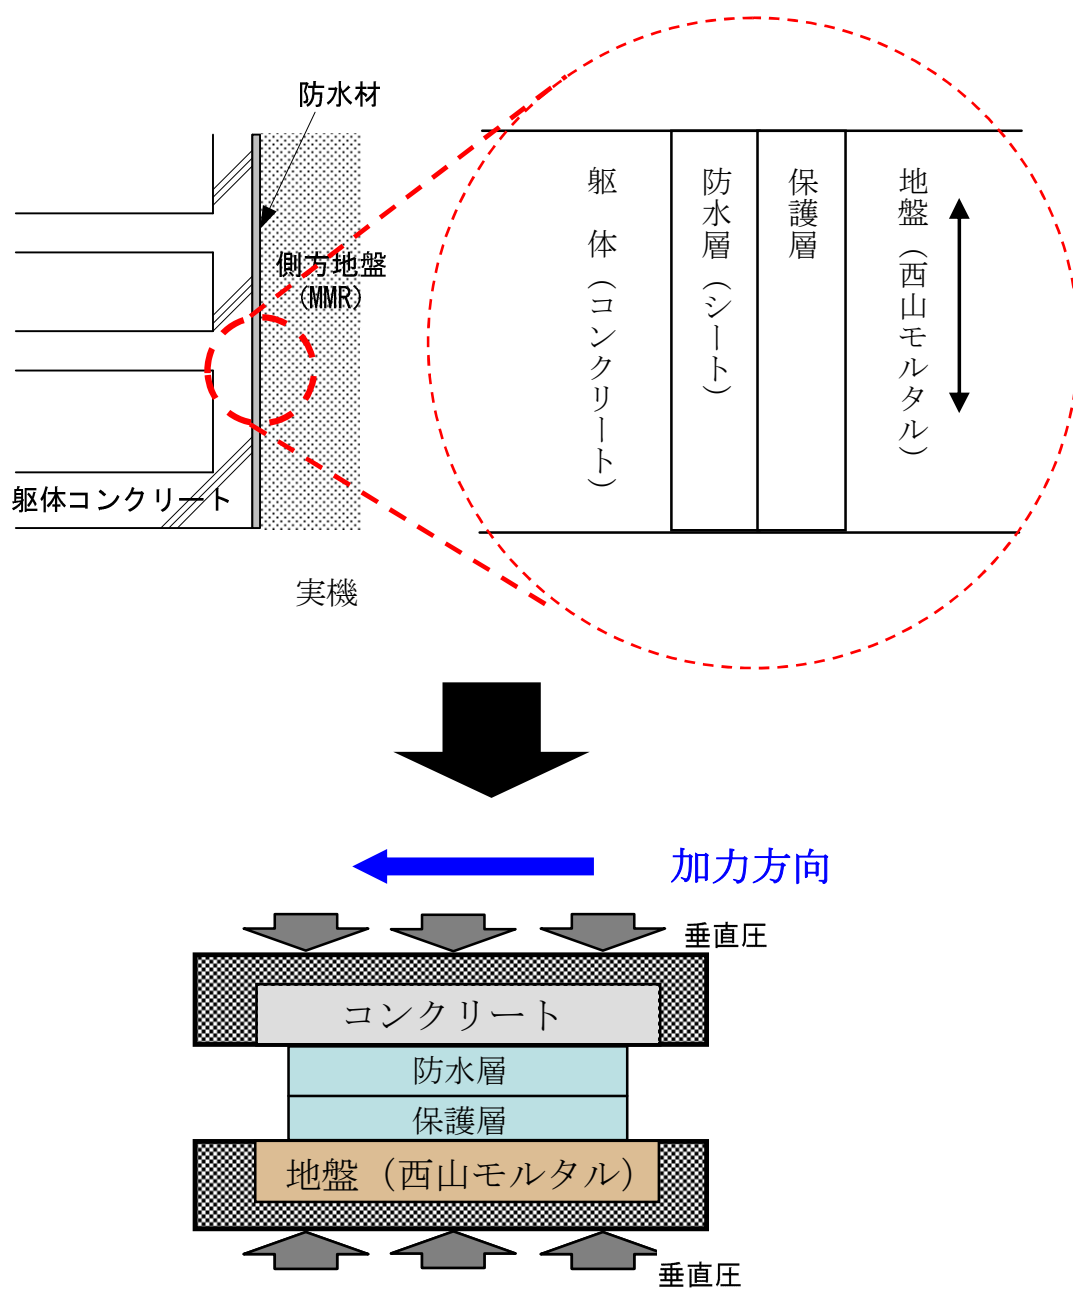 防水材
側方地盤
(MMR)
躯体コンクリート
実機
躯体（コンクリート）
防水層（シート）
保護層
地盤（西山モルタル）
加力方向
垂直圧
コンクリート
防水層
保護層
地盤（西山モルタル）
垂直圧